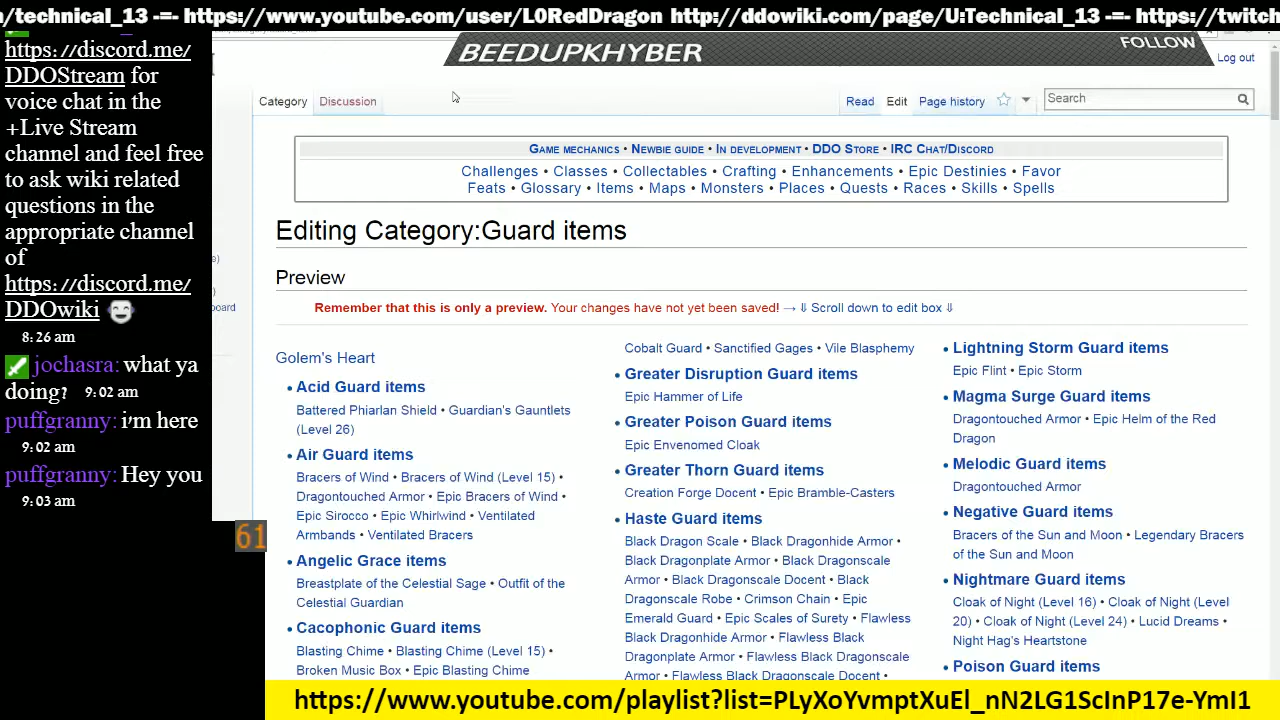 /technical_13 -=- https://www.youtube.com/user/L0RedDragon http://ddowiki.com/page/U:Technical_13 -=- https://twitch
https://discord.me/
DDOStream for
voice chat in the
+Live Stream
channel and feel free
to ask wiki related
questions in the
appropriate channel
of
https://discord.me/
DDOwiki
8:26 am
jochasra: what ya
doing? 9:02 am
puffgranny: i'm here
9:02 am
puffgranny: Hey you
9:03 am
61
BEEDUPKHYBER
FOLLOW
Log out
Category Discussion
Read Edit Page history
Search
GAME MECHANICS • NEWBIE GUIDE • IN DEVELOPMENT • DDO STORE • IRC CHAT/DISCORD
Challenges • Classes • Collectables • Crafting • Enhancements • Epic Destinies • Favor
Feats • Glossary • Items • Maps • Monsters • Places • Quests • Races • Skills • Spells
Editing Category:Guard items
Preview
Remember that this is only a preview. Your changes have not yet been saved! → ⇓ Scroll down to edit box ⇓
Golem's Heart
• Acid Guard items
Battered Phiarlan Shield • Guardian's Gauntlets
(Level 26)
• Air Guard items
Bracers of Wind • Bracers of Wind (Level 15) •
Dragontouched Armor • Epic Bracers of Wind •
Epic Sirocco • Epic Whirlwind • Ventilated
Armbands • Ventilated Bracers
• Angelic Grace items
Breastplate of the Celestial Sage • Outfit of the
Celestial Guardian
• Cacophonic Guard items
Blasting Chime • Blasting Chime (Level 15) •
Broken Music Box • Epic Blasting Chime
Cobalt Guard • Sanctified Gages • Vile Blasphemy
• Greater Disruption Guard items
Epic Hammer of Life
• Greater Poison Guard items
Epic Envenomed Cloak
• Greater Thorn Guard items
Creation Forge Docent • Epic Bramble-Casters
• Haste Guard items
Black Dragon Scale • Black Dragonhide Armor •
Black Dragonplate Armor • Black Dragonscale
Armor • Black Dragonscale Docent • Black
Dragonscale Robe • Crimson Chain • Epic
Emerald Guard • Epic Scales of Surety • Flawless
Black Dragonhide Armor • Flawless Black
Dragonplate Armor • Flawless Black Dragonscale
Armor • Flawless Black Dragonscale Docent •
• Lightning Storm Guard items
Epic Flint • Epic Storm
• Magma Surge Guard items
Dragontouched Armor • Epic Helm of the Red
Dragon
• Melodic Guard items
Dragontouched Armor
• Negative Guard items
Bracers of the Sun and Moon • Legendary Bracers
of the Sun and Moon
• Nightmare Guard items
Cloak of Night (Level 16) • Cloak of Night (Level
20) • Cloak of Night (Level 24) • Lucid Dreams •
Night Hag's Heartstone
• Poison Guard items
https://www.youtube.com/playlist?list=PLyXoYvmptXuEl_nN2LG1ScInP17e-YmI1